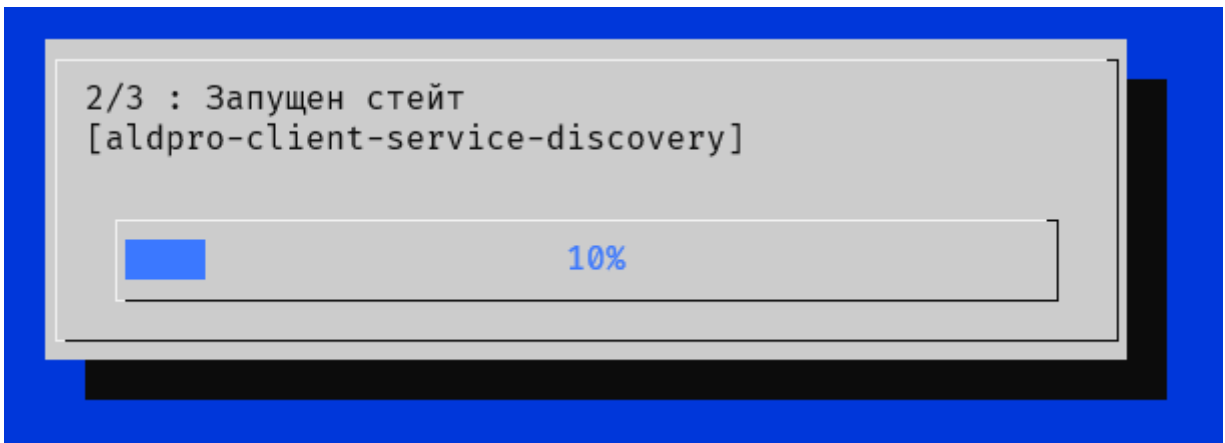 2/3 : Запущен стейт
[aldpro-client-service-discovery]
10%